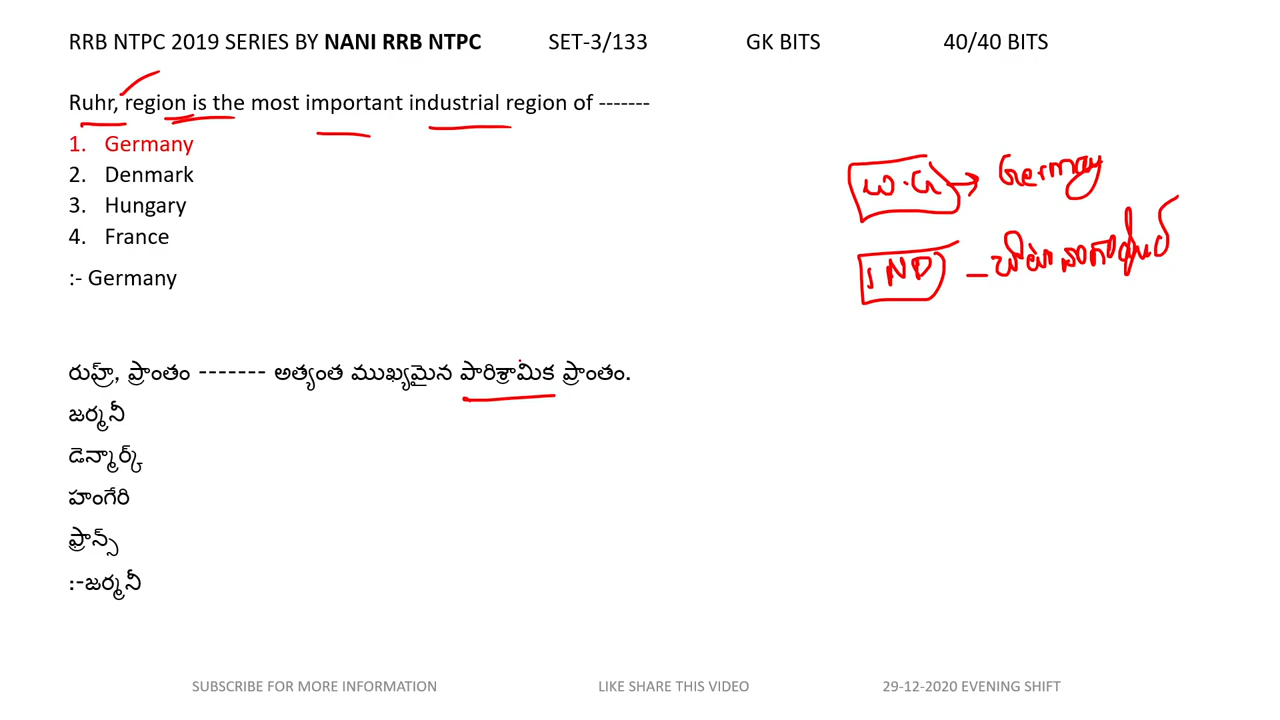 RRB NTPC 2019 SERIES BY NANI RRB NTPC SET-3/133 GK BITS 40/40 BITS
Ruhr, region is the most important industrial region of -------
1. Germany
2. Denmark
3. Hungary
4. France
:- Germany
W.G → Germay
IND -
రుహ్ర్, ప్రాంతం ------- అత్యంత ముఖ్యమైన పారిశ్రామిక ప్రాంతం.
జర్మనీ
డెన్మార్క్
హంగేరి
ఫ్రాన్స్
:-జర్మనీ
SUBSCRIBE FOR MORE INFORMATION LIKE SHARE THIS VIDEO 29-12-2020 EVENING SHIFT